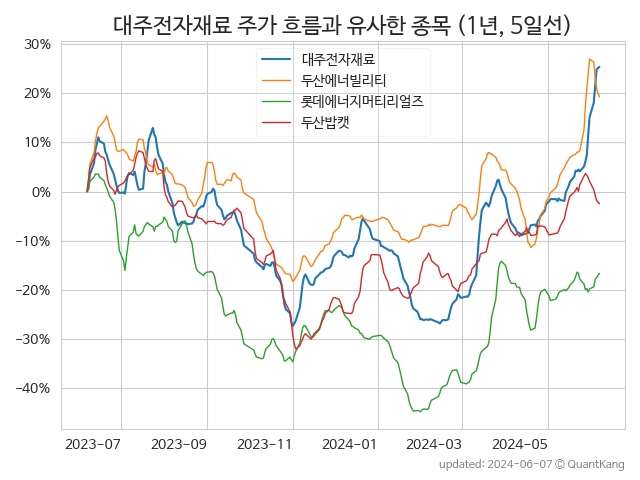 대주전자재료 주가 흐름과 유사한 종목 (1년, 5일선)
대주전자재료
두산에너빌리티
롯데에너지머티리얼즈
두산밥캣
30%
20%
10%
0%
−10%
−20%
−30%
−40%
2023-07 2023-09 2023-11 2024-01 2024-03 2024-05
updated: 2024-06-07 © QuantKang